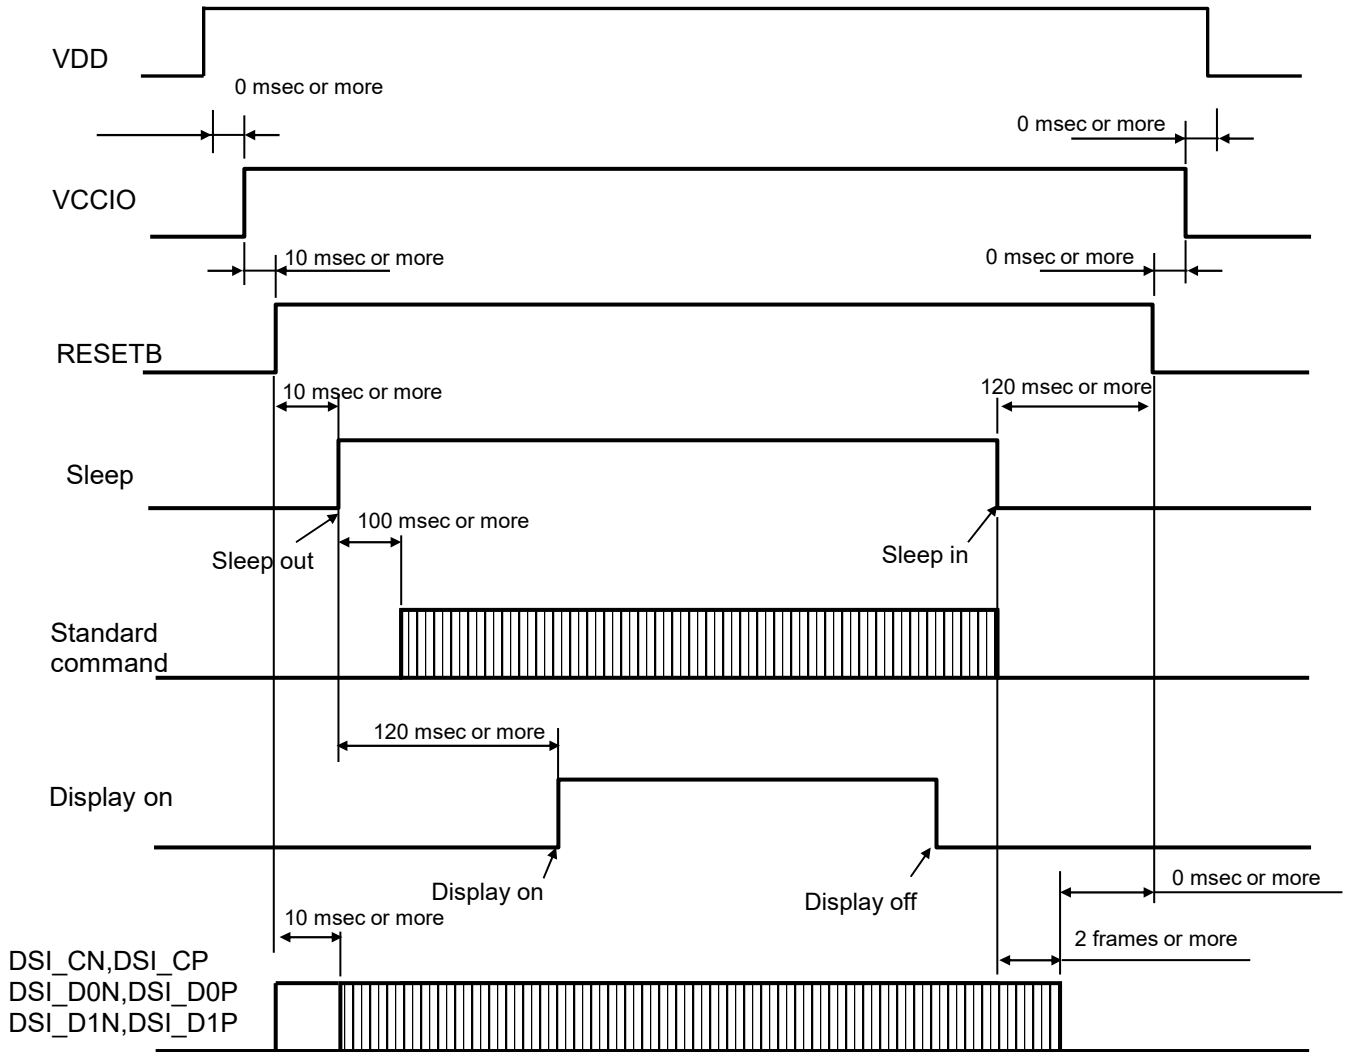 VDD
0 msec or more
0 msec or more
VCCIO
10 msec or more
0 msec or more
RESETB
10 msec or more
120 msec or more
Sleep
100 msec or more
Sleep out
Sleep in
Standard
command
120 msec or more
Display on
Display on
Display off
0 msec or more
10 msec or more
2 frames or more
DSI_CN,DSI_CP
DSI_D0N,DSI_D0P
DSI_D1N,DSI_D1P